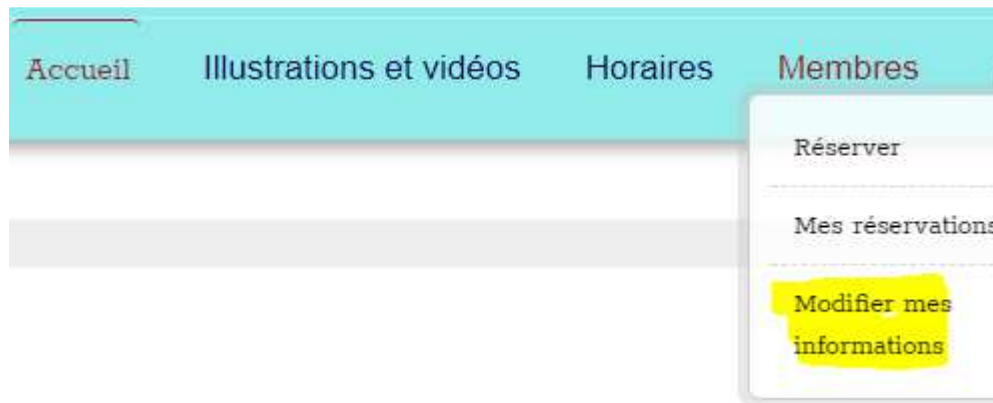 Accueil Illustrations et vidéos Horaires Membres
Réserver
Mes réservations
Modifier mes
informations